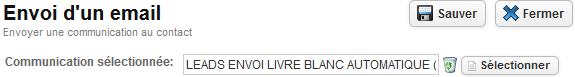 Envoi d'un email
Sauver
Fermer
Envoyer une communication au contact
Communication sélectionnée:
LEADS ENVOI LIVRE BLANC AUTOMATIQUE (
Sélectionner